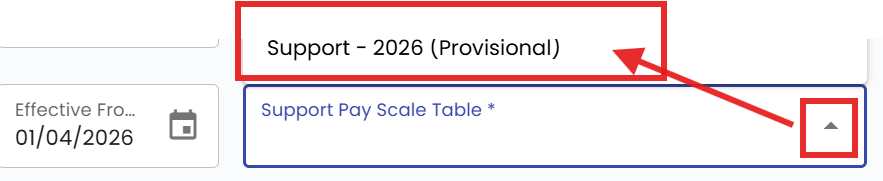 Support - 2026 (Provisional)
Effective Fro...
Support Pay Scale Table *
01/04/2026